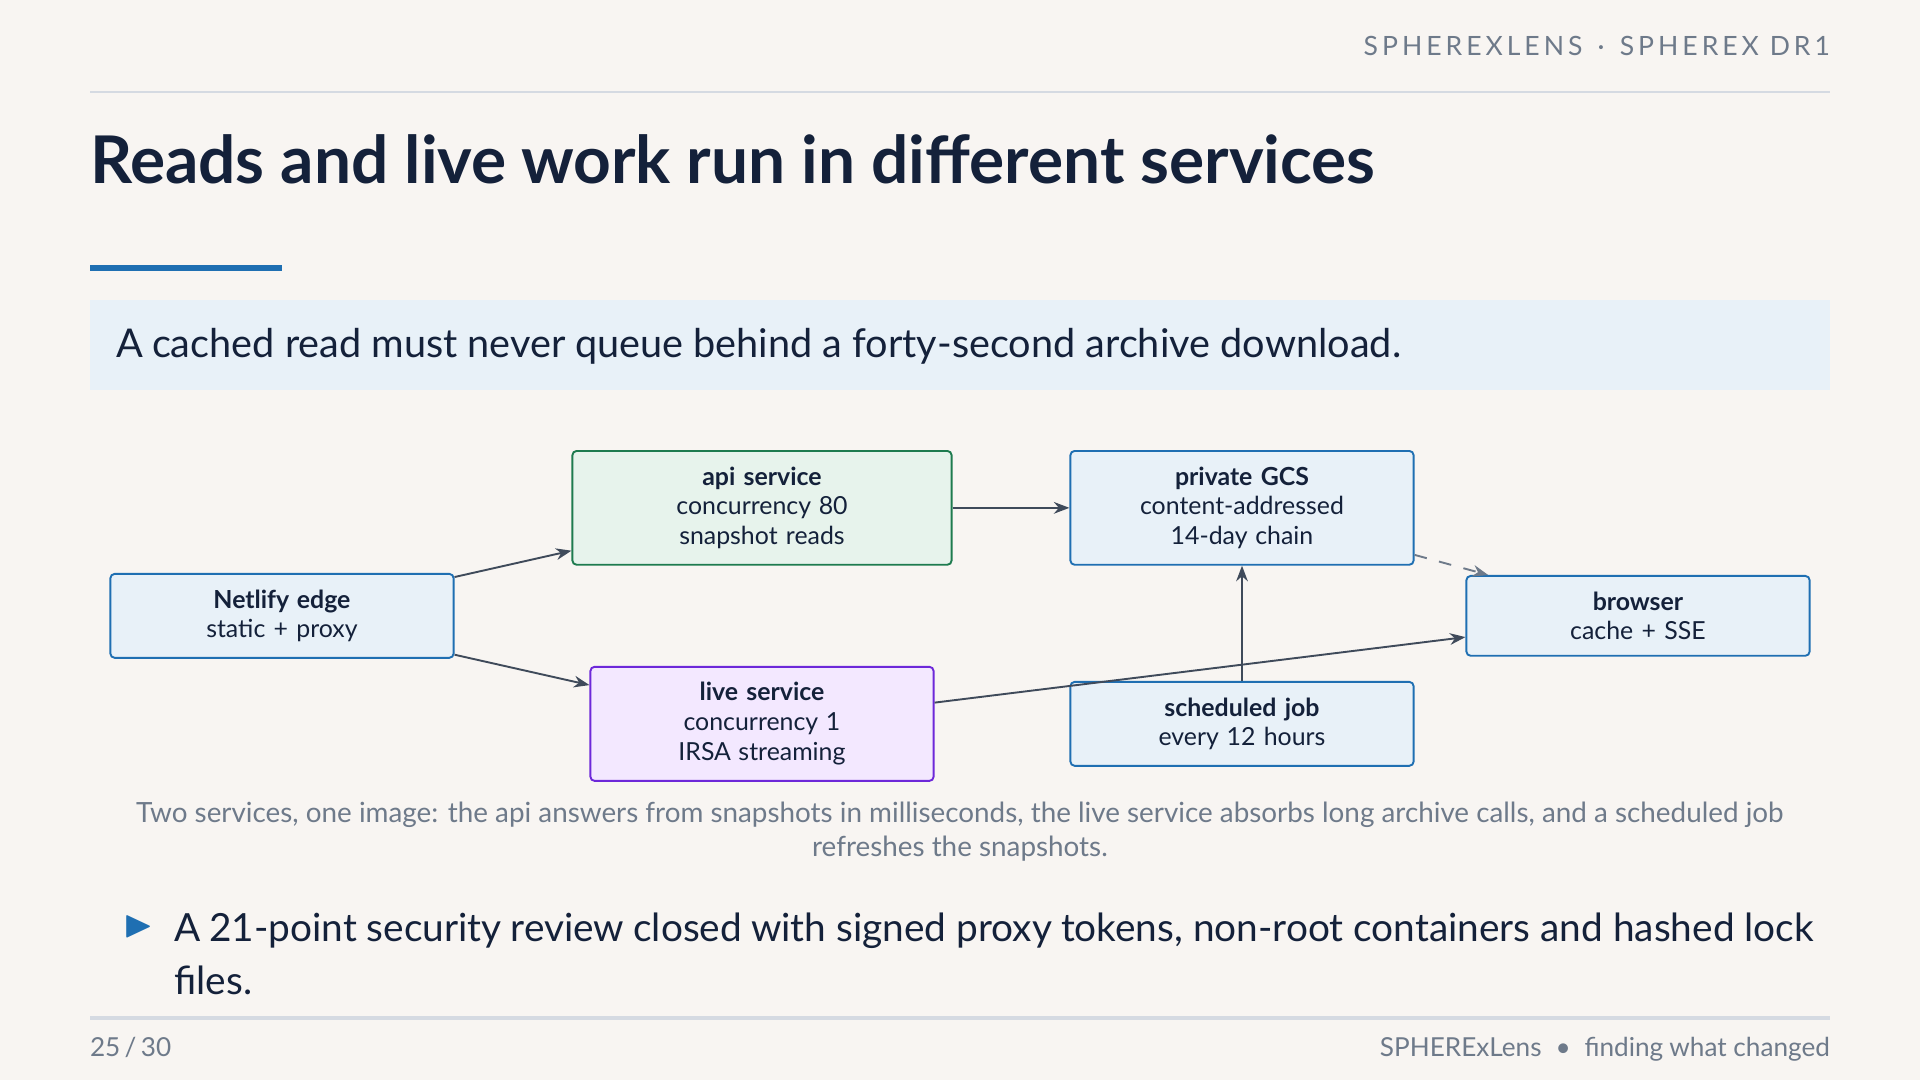 SPHEREXLENS · SPHEREX DR1
Reads and live work run in different services
A cached read must never queue behind a forty-second archive download.
api service
concurrency 80
snapshot reads
private GCS
content-addressed
14-day chain
Netlify edge
static + proxy
browser
cache + SSE
live service
concurrency 1
IRSA streaming
scheduled job
every 12 hours
Two services, one image: the api answers from snapshots in milliseconds, the live service absorbs long archive calls, and a scheduled job
refreshes the snapshots.
▶ A 21-point security review closed with signed proxy tokens, non-root containers and hashed lock
files.
25 / 30
SPHERExLens • finding what changed